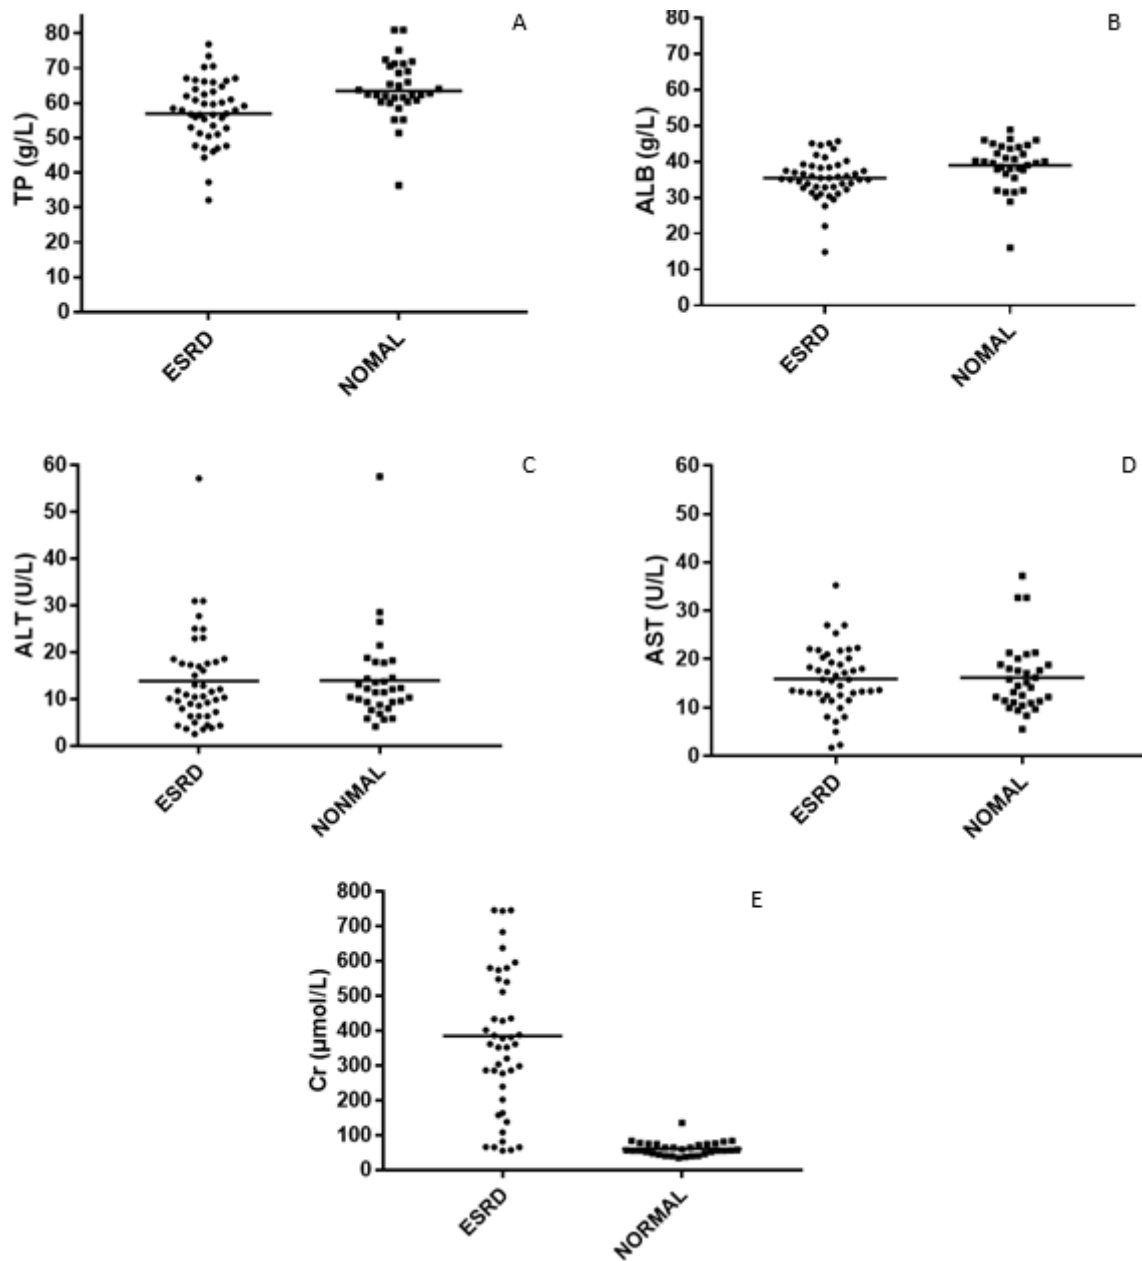 A
TP (g/L)
80
70
60
50
40
30
20
10
0
ESRD
NOMAL
B
ALB (g/L)
80
70
60
50
40
30
20
10
0
ESRD
NOMAL
C
ALT (U/L)
60
50
40
30
20
10
0
ESRD
NONMAL
D
AST (U/L)
60
50
40
30
20
10
0
ESRD
NOMAL
E
Cr (μmol/L)
800
700
600
500
400
300
200
100
0
ESRD
NORMAL